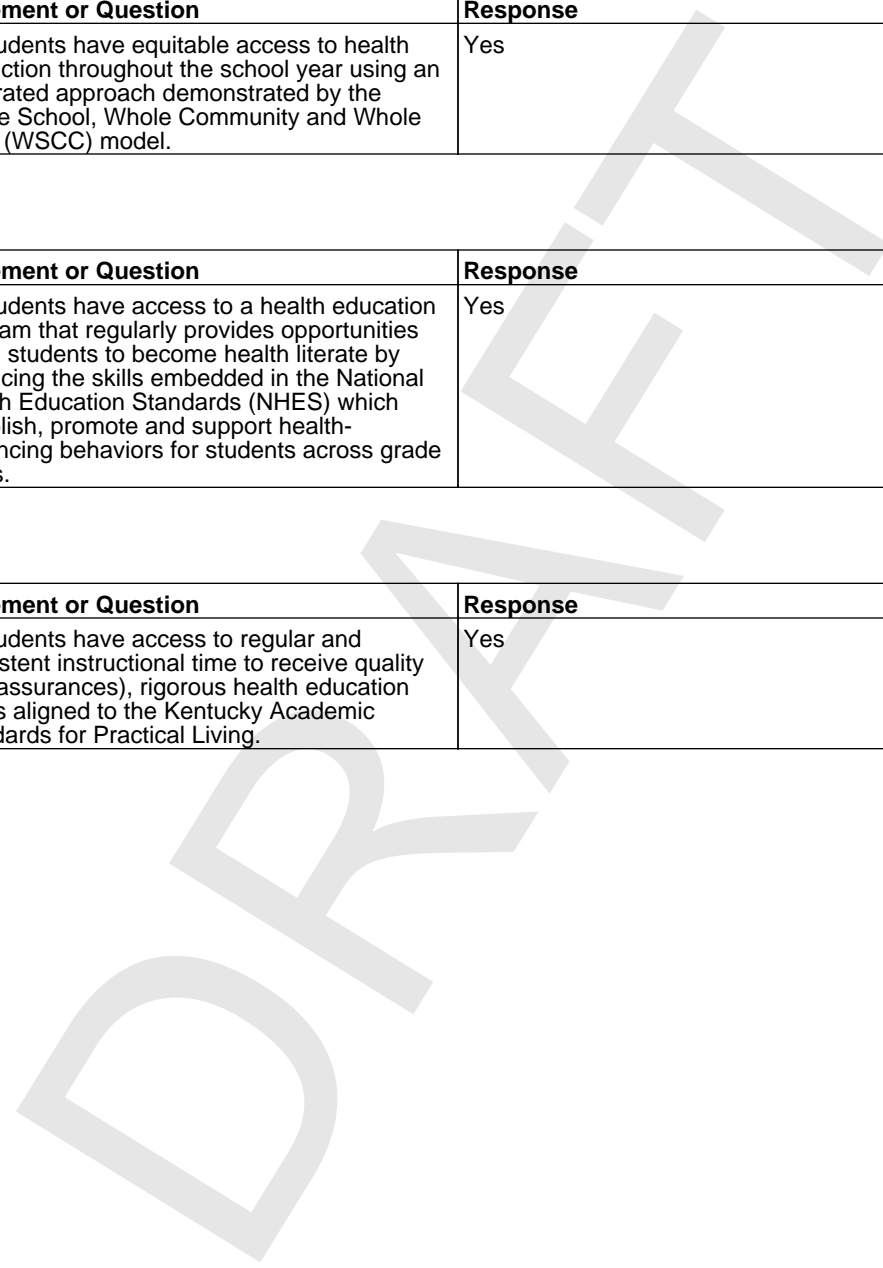 ement or Question Response
udents have equitable access to health Yes
ction throughout the school year using an
rated approach demonstrated by the
e School, Whole Community and Whole
(WSCC) model.
ement or Question Response
udents have access to a health education Yes
am that regularly provides opportunities
students to become health literate by
cing the skills embedded in the National
h Education Standards (NHES) which
lish, promote and support health-
ncing behaviors for students across grade
s.
ement or Question Response
udents have access to regular and Yes
stent instructional time to receive quality
assurances), rigorous health education
s aligned to the Kentucky Academic
dards for Practical Living.
DRAFT